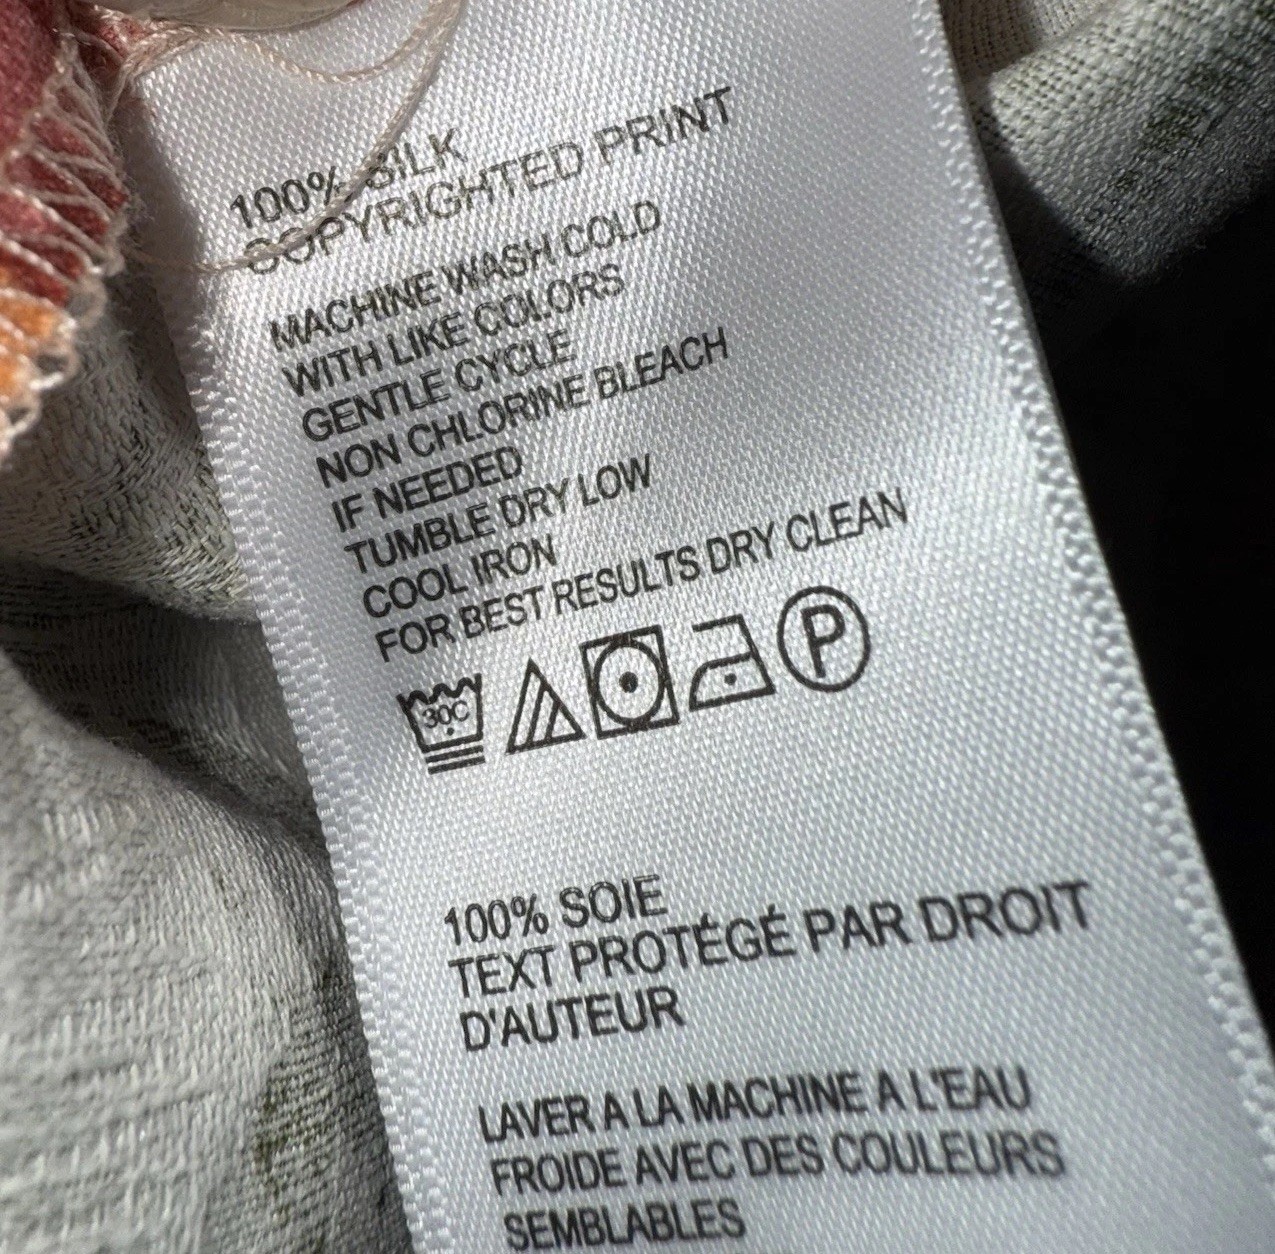 100% SILK
COPYRIGHTED PRINT
MACHINE WASH COLD
WITH LIKE COLORS
GENTLE CYCLE
NON CHLORINE BLEACH
IF NEEDED
TUMBLE DRY LOW
COOL IRON
FOR BEST RESULTS DRY CLEAN
30C P
100% SOIE
TEXT PROTÉGÉ PAR DROIT
D'AUTEUR
LAVER A LA MACHINE A L'EAU
FROIDE AVEC DES COULEURS
SEMBLABLES